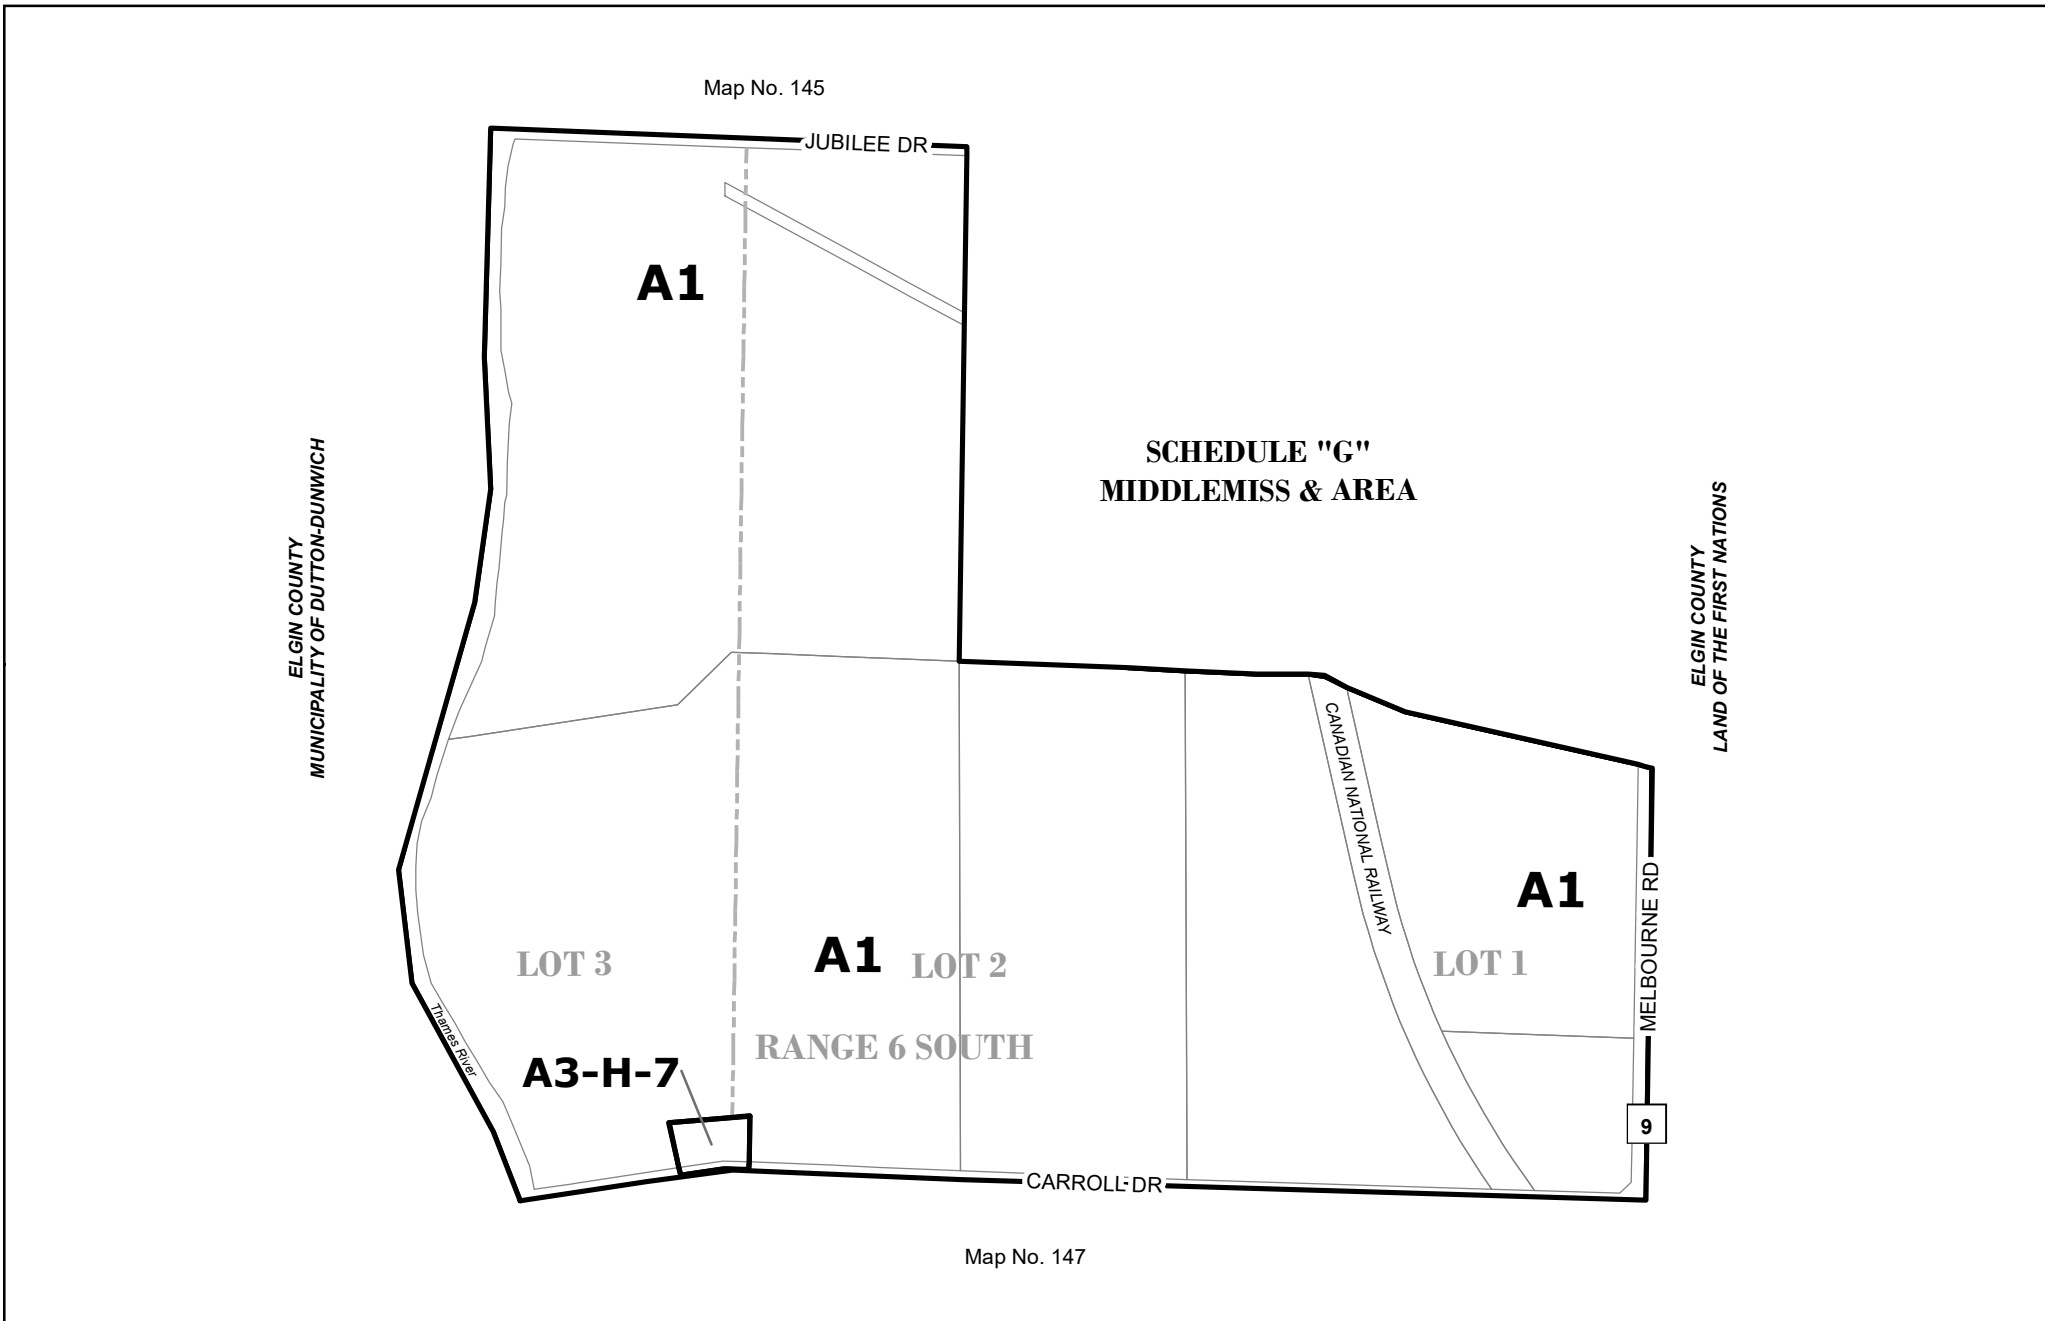 Map No. 145
JUBILEE DR
A1
SCHEDULE "G"
MIDDLEMISS & AREA
ELGIN COUNTY
MUNICIPALITY OF DUTTON-DUNWICH
ELGIN COUNTY
LAND OF THE FIRST NATIONS
CANADIAN NATIONAL RAILWAY
A1
MELBOURNE RD
LOT 3
A1
LOT 2
LOT 1
Thames River
RANGE 6 SOUTH
A3-H-7
9
CARROLL DR
Map No. 147